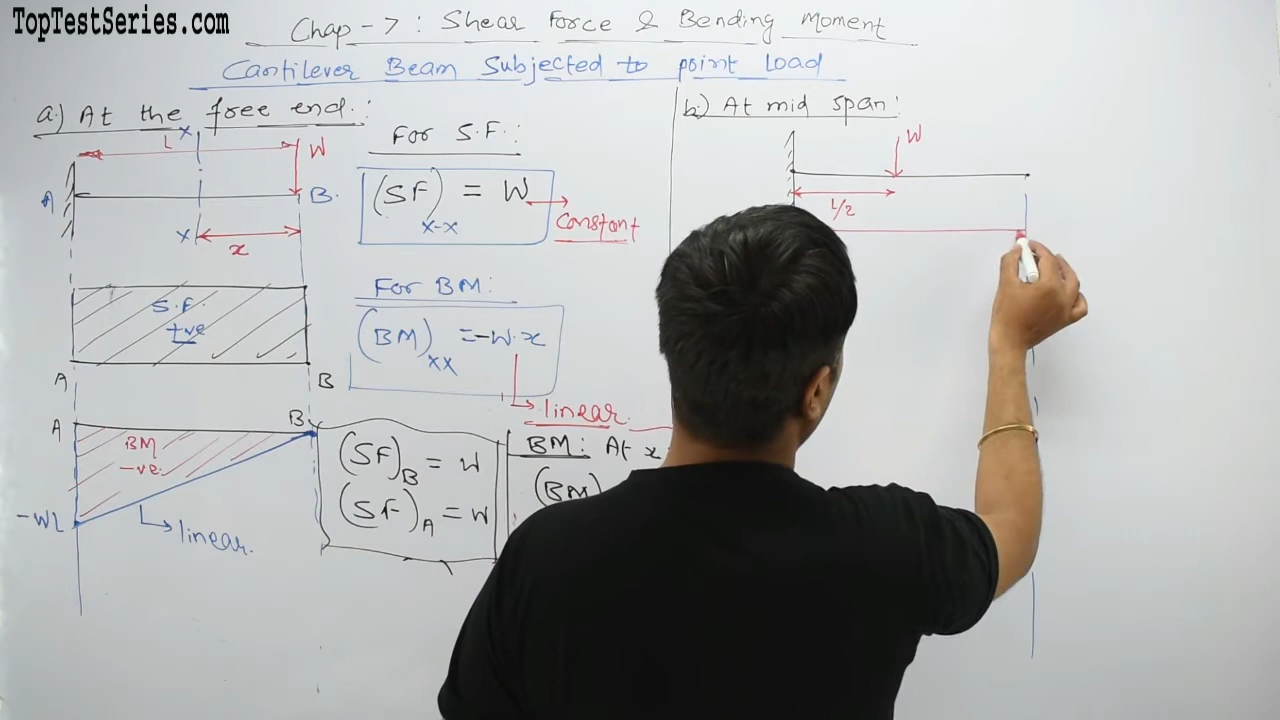 TopTestSeries.com
Chap-7: Shear Force & Bending Moment
Cantilever Beam Subjected to point Load
a.) At the free end.:
x
L
W
A
B.
x
x
S.F.
+ve
A
B
A
B
BM
-ve
-WL
linear.
For S.F.:
(SF)x-x = W
Constant
For BM:
(BM)xx = -W.x
linear.
(SF)B = W
(SF)A = W
BM: At x
(BM)
b.) At mid span:
W
L/2